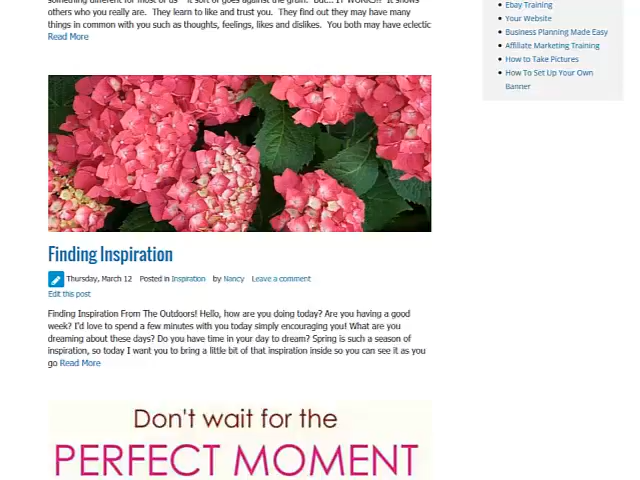 others who you really are. They learn to like and trust you. They find out they may have many
things in common with you such as thoughts, feelings, likes and dislikes. You both may have eclectic
Read More
Finding Inspiration
Thursday, March 12 Posted in Inspiration by Nancy Leave a comment
Edit this post
Finding Inspiration From The Outdoors! Hello, how are you doing today? Are you having a good
week? I'd love to spend a few minutes with you today simply encouraging you! What are you
dreaming about these days? Do you have time in your day to dream? Spring is such a season of
inspiration, so today I want you to bring a little bit of that inspiration inside so you can see it as you
go Read More
Don't wait for the
PERFECT MOMENT
Ebay Training
Your Website
Business Planning Made Easy
Affiliate Marketing Training
How to Take Pictures
How To Set Up Your Own
Banner